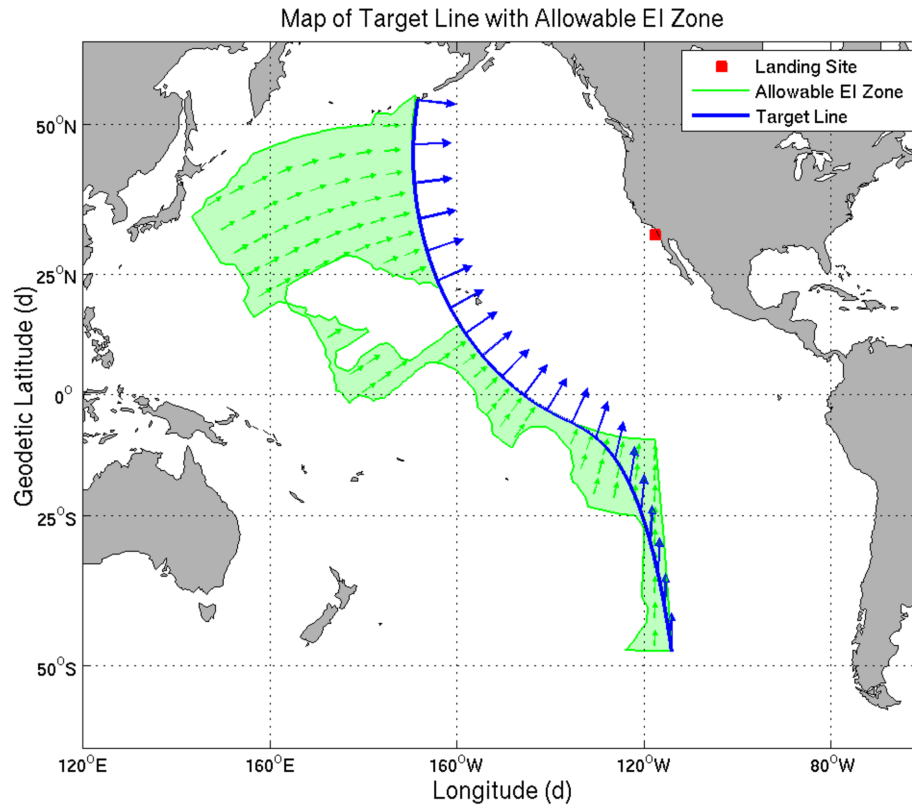 Map of Target Line with Allowable EI Zone
Landing Site
Allowable EI Zone
Target Line
50°N
25°N
0°
25°S
50°S
Geodetic Latitude (d)
120°E
160°E
160°W
120°W
80°W
Longitude (d)